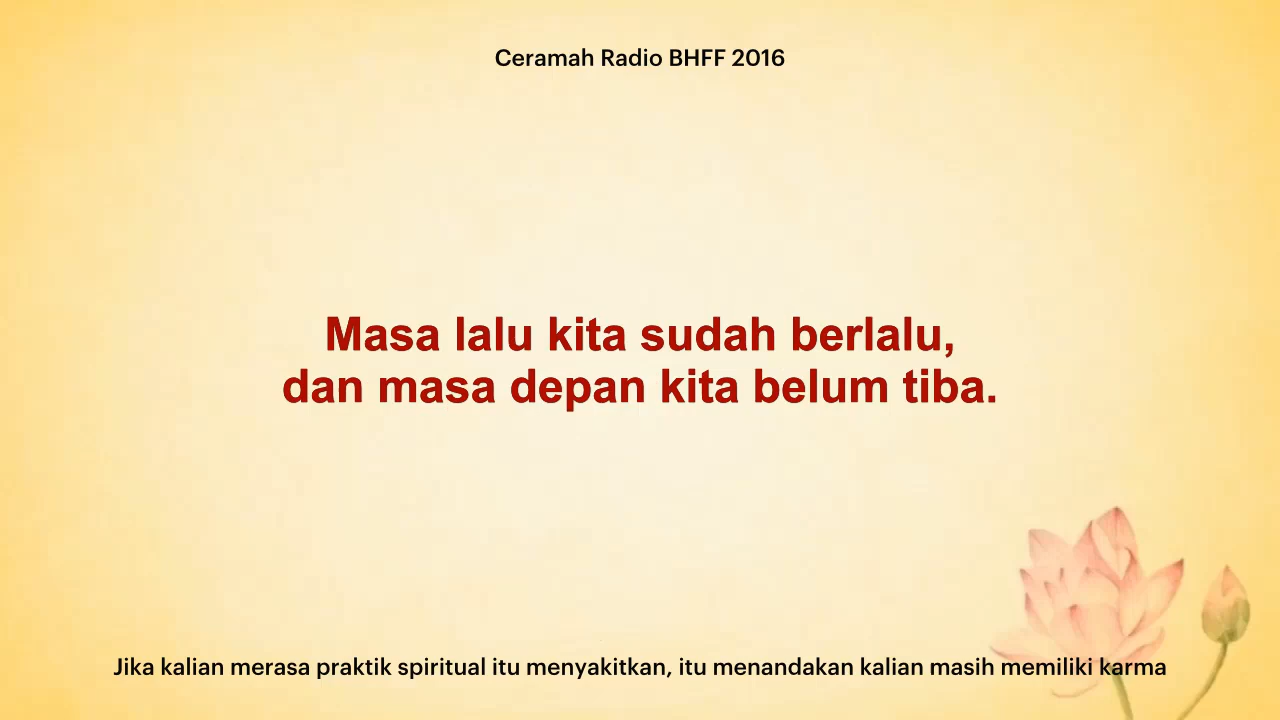 Ceramah Radio BHFF 2016
Masa lalu kita sudah berlalu,
dan masa depan kita belum tiba.
Jika kalian merasa praktik spiritual itu menyakitkan, itu menandakan kalian masih memiliki karma